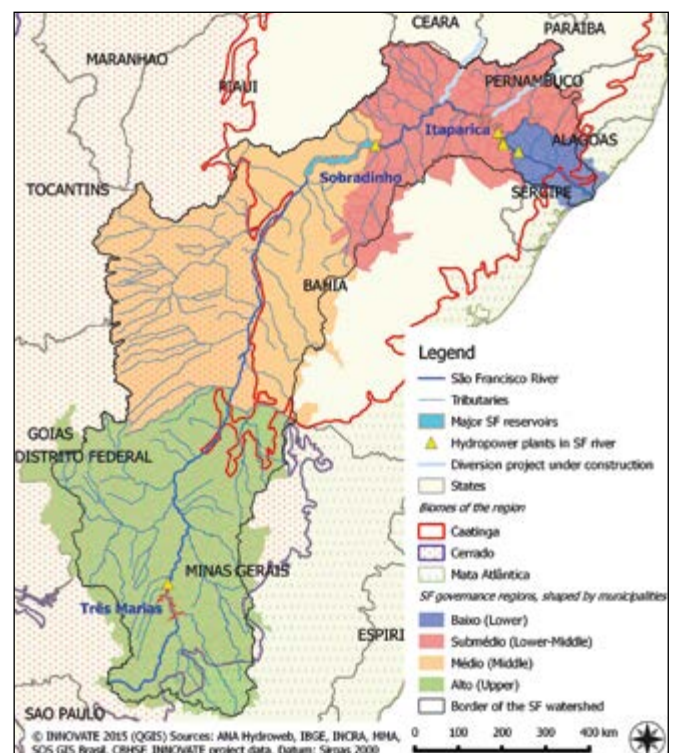 CEARA
PARAIBA
MARANHAO
RIAUI
PERNAMBUCO
Itaparica
ALAGOAS
TOCANTINS
Sobradinho
SERGIPE
BAHIA
Legend
São Francisco River
Tributaries
Major SF reservoirs
Hydropower plants in SF river
Diversion project under construction
States
Biomes of the region
Caatinga
Cerrado
Mata Atlântica
SF governance regions, shaped by municipalities
Baixo (Lower)
Submédio (Lower-Middle)
Médio (Middle)
Alto (Upper)
Border of the SF watershed
GOIAS
DISTRITO FEDERAL
MINAS GERAIS
Três Marias
ESPIRI
SAO PAULO
0 100 200 400 km
© INNOVATE 2015 (QGIS) Sources: ANA Hydroweb, IBGE, INCRA, MMA,
SOS GIS Brasil, CBHSF, INNOVATE project data. Datum: Sirgas 2000